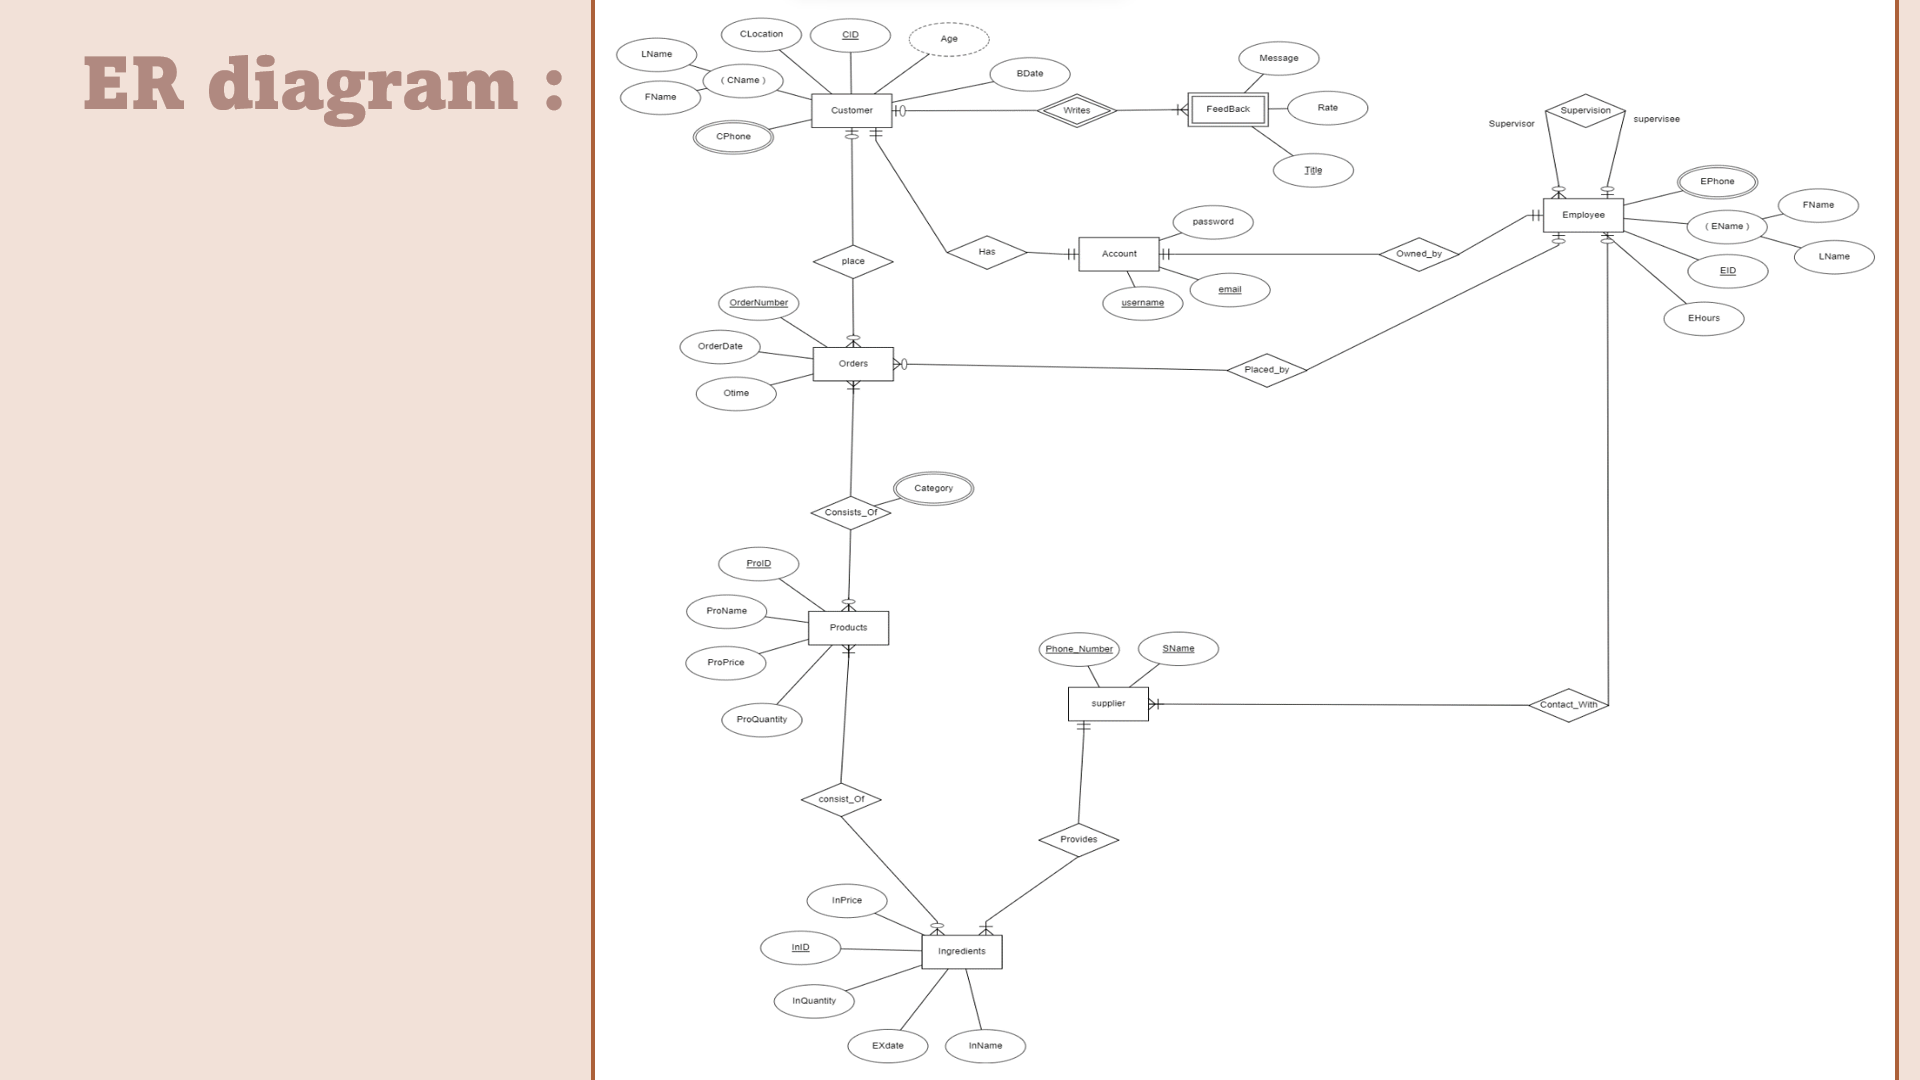 ER diagram :
CLocation
CID
Age
LName
( CName )
FName
CPhone
BDate
Customer
Writes
FeedBack
Message
Rate
Title
Supervision
Supervisor
supervisee
EPhone
FName
( EName )
LName
Employee
EID
EHours
password
Has
Account
Owned_by
username
email
place
OrderNumber
OrderDate
Orders
Otime
Placed_by
Category
Consists_Of
ProID
ProName
Products
ProPrice
ProQuantity
Phone_Number
SName
supplier
Contact_With
consist_Of
Provides
InPrice
InID
Ingredients
InQuantity
EXdate
InName